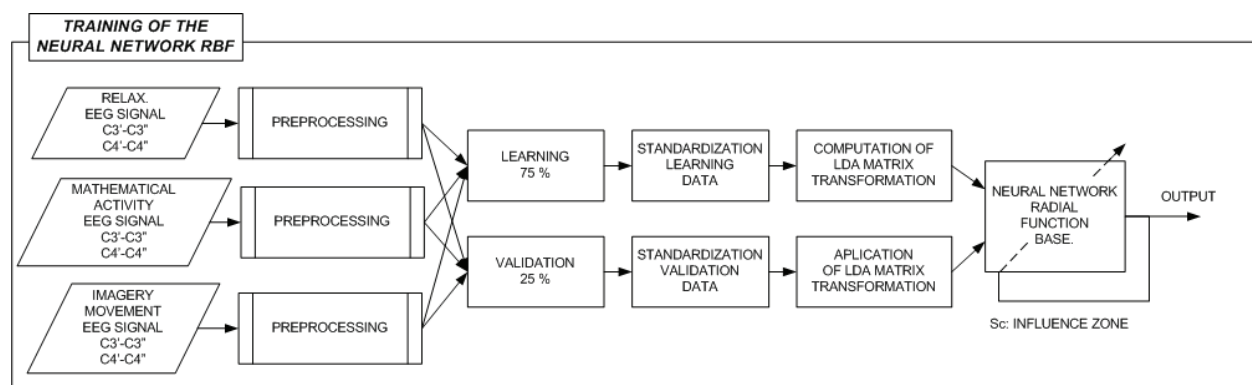 TRAINING OF THE
NEURAL NETWORK RBF
RELAX.
EEG SIGNAL
C3'-C3"
C4'-C4"
PREPROCESSING
MATHEMATICAL
ACTIVITY
EEG SIGNAL
C3'-C3"
C4'-C4"
PREPROCESSING
IMAGERY
MOVEMENT
EEG SIGNAL
C3'-C3"
C4'-C4"
PREPROCESSING
LEARNING
75 %
STANDARDIZATION
LEARNING
DATA
COMPUTATION OF
LDA MATRIX
TRANSFORMATION
VALIDATION
25 %
STANDARDIZATION
VALIDATION
DATA
APLICATION
OF LDA MATRIX
TRANSFORMATION
NEURAL NETWORK
RADIAL
FUNCTION
BASE.
OUTPUT
Sc: INFLUENCE ZONE